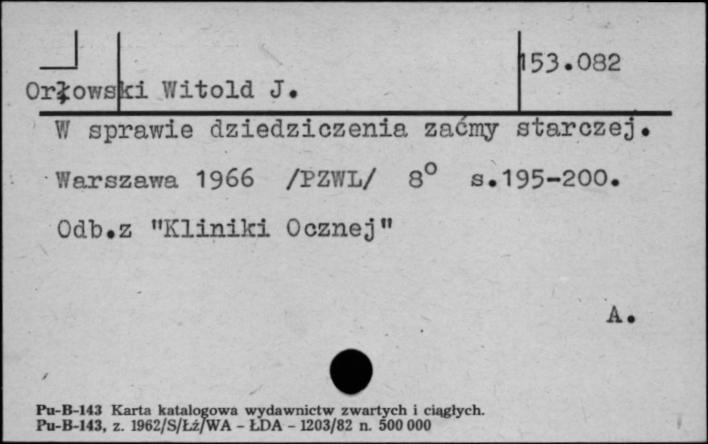 153.082
Orłowski Witold J.
W sprawie dziedziczenia zaćmy starczej.
Warszawa 1966 /PZWL/ 8° s.195-200.
Odb.z "Kliniki Ocznej"
A.
Pu-B-143 Karta katalogowa wydawnictw zwartych i ciągłych.
Pu-B-143, z. 1962/S/Łż/WA - ŁDA - 1203/82 n. 500 000